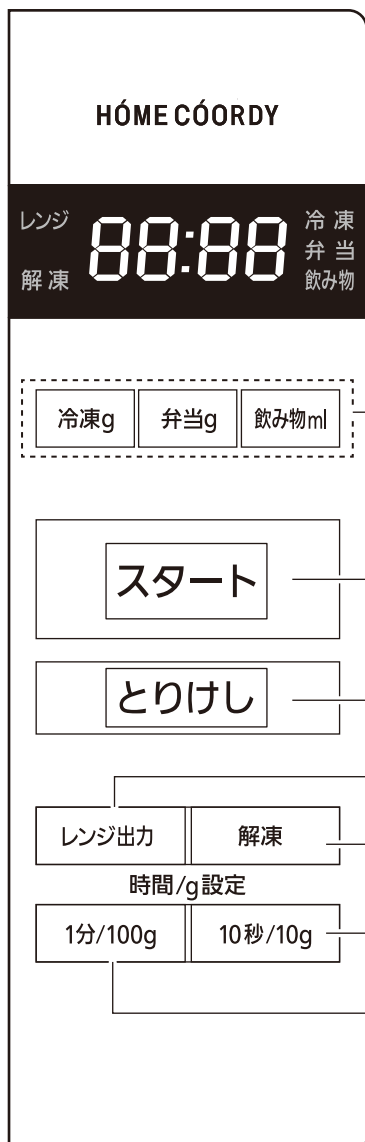 HÓME CÓORDY
レンジ 88:88 冷凍
弁当
解凍 飲み物
冷凍g 弁当g 飲み物ml
スタート
とりけし
レンジ出力 解凍
時間/g設定
1分/100g 10秒/10g